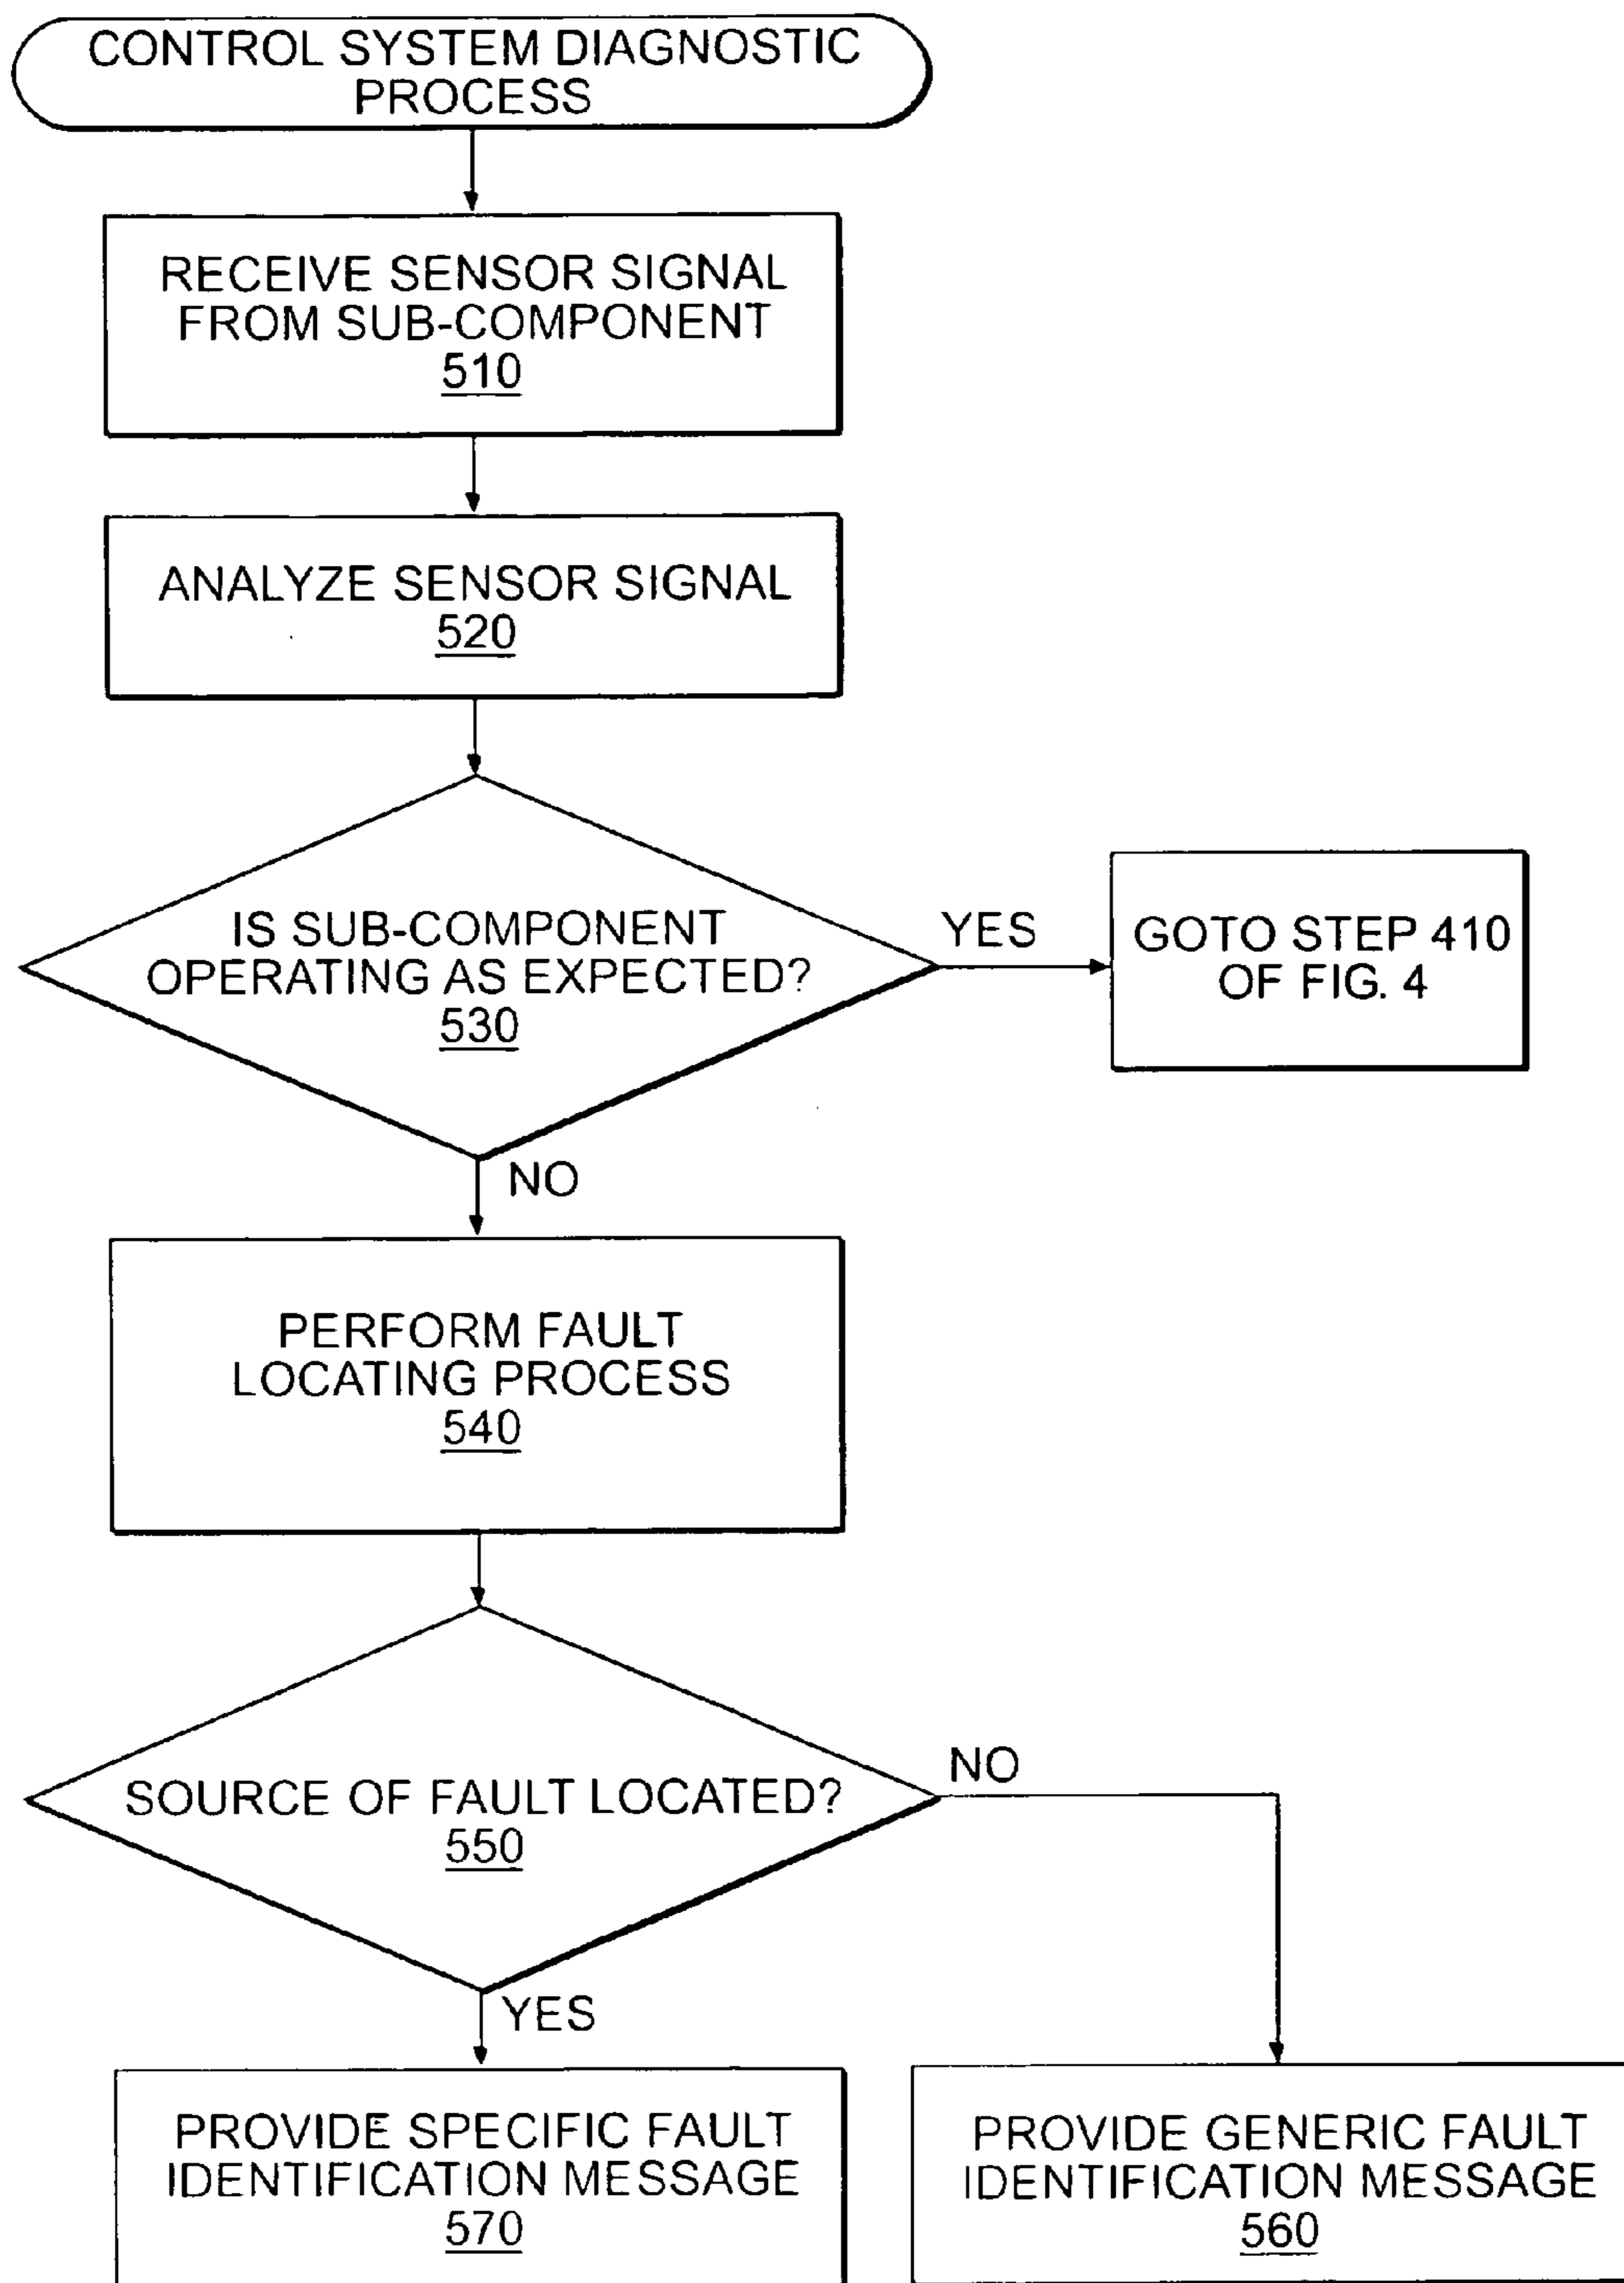 CONTROL SYSTEM DIAGNOSTIC
PROCESS
RECEIVE SENSOR SIGNAL
FROM SUB-COMPONENT
510
ANALYZE SENSOR SIGNAL
520
IS SUB-COMPONENT
OPERATING AS EXPECTED?
530
YES
GOTO STEP 410
OF FIG. 4
NO
PERFORM FAULT
LOCATING PROCESS
540
SOURCE OF FAULT LOCATED?
550
NO
YES
PROVIDE SPECIFIC FAULT
IDENTIFICATION MESSAGE
570
PROVIDE GENERIC FAULT
IDENTIFICATION MESSAGE
560